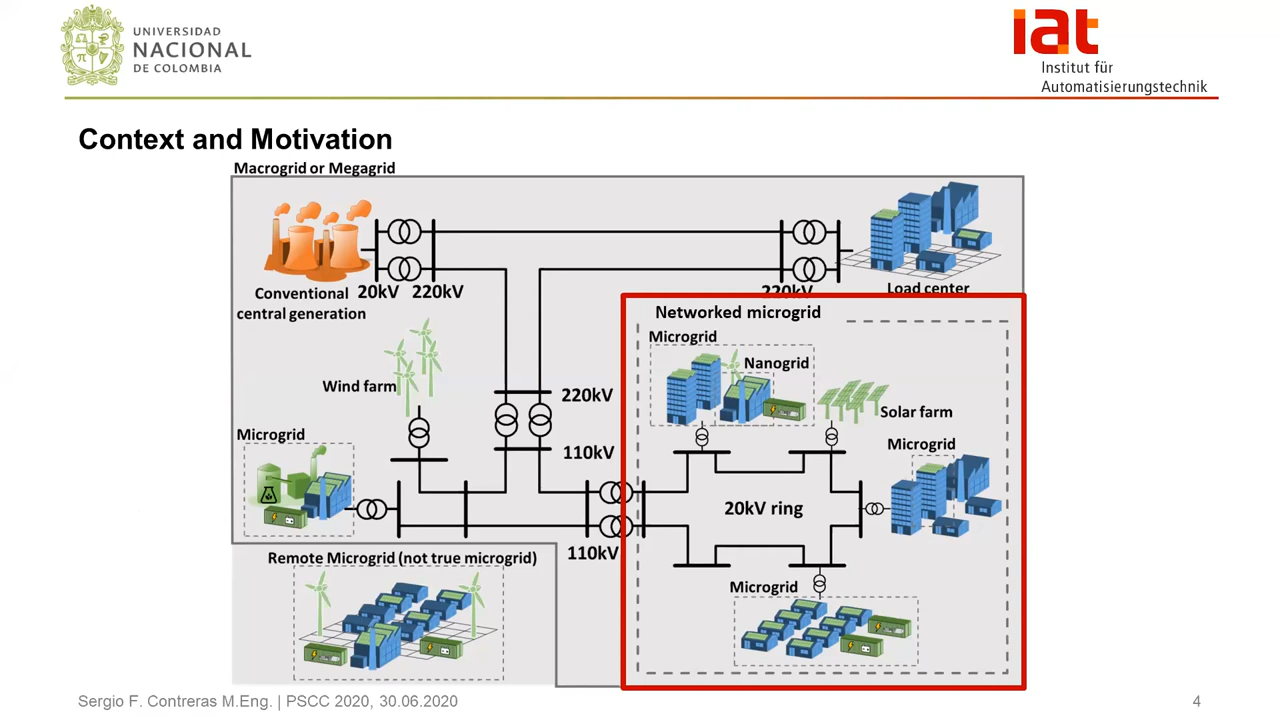 UNIVERSIDAD
NACIONAL
DE COLOMBIA
iat
Institut für
Automatisierungstechnik
Context and Motivation
Macrogrid or Megagrid
Conventional
central generation
20kV
220kV
220kV
Load center
Networked microgrid
Microgrid
Nanogrid
Wind farm
220kV
Solar farm
Microgrid
110kV
Microgrid
20kV ring
110kV
Remote Microgrid (not true microgrid)
Microgrid
Sergio F. Contreras M.Eng. | PSCC 2020, 30.06.2020
4